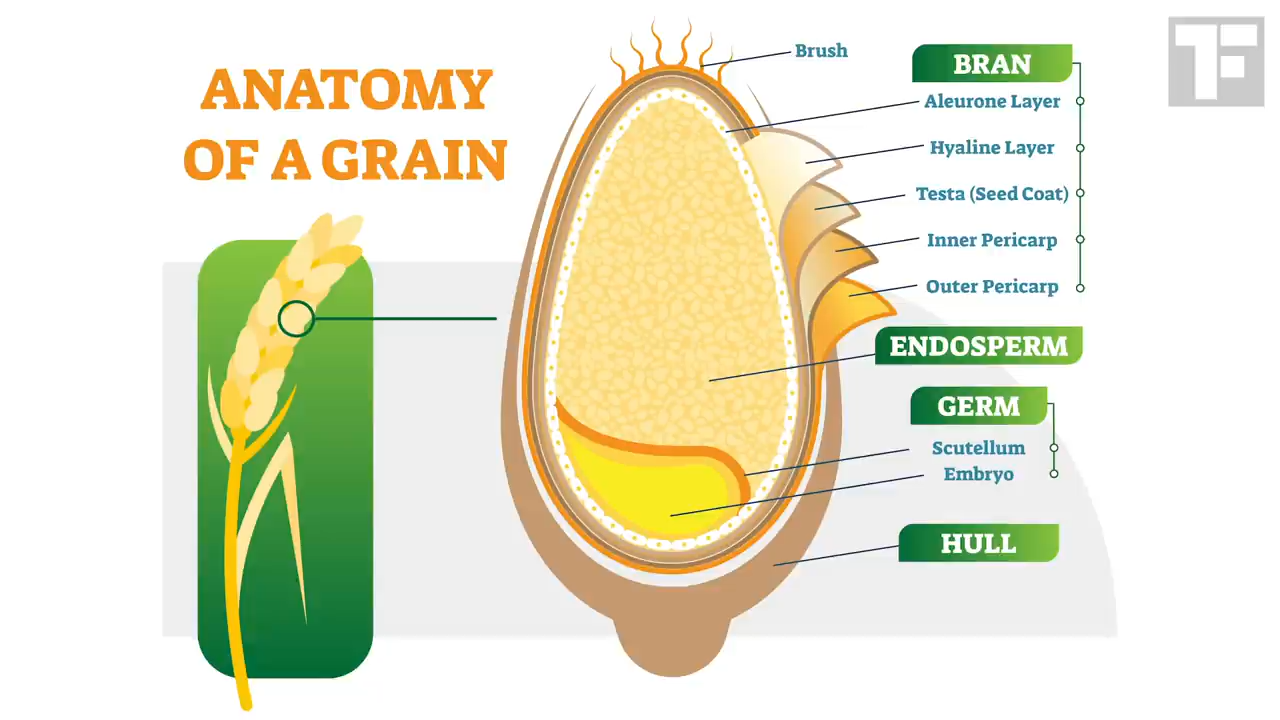 ANATOMY
OF A GRAIN
Brush
BRAN
Aleurone Layer
Hyaline Layer
Testa (Seed Coat)
Inner Pericarp
Outer Pericarp
ENDOSPERM
GERM
Scutellum
Embryo
HULL
TF